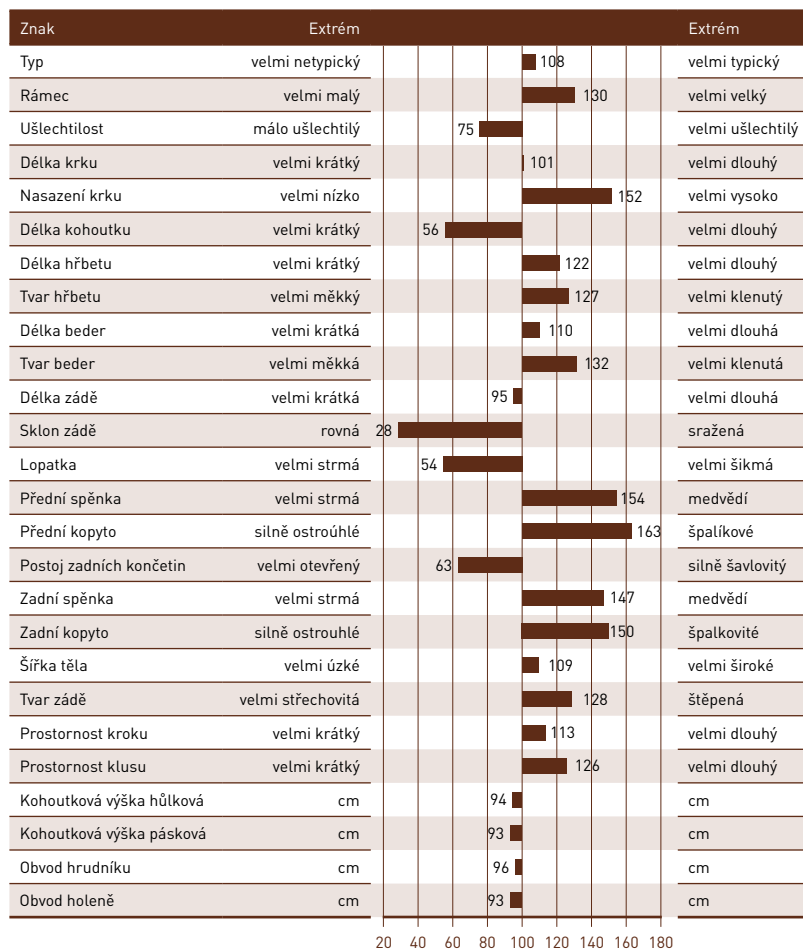 Znak Extrém Extrém
Typ velmi netypický 108 velmi typický
Rámec velmi malý 130 velmi velký
Ušlechtilost málo ušlechtilý 75 velmi ušlechtilý
Délka krku velmi krátký 101 velmi dlouhý
Nasazení krku velmi nízko 152 velmi vysoko
Délka kohoutku velmi krátký 56 velmi dlouhý
Délka hřbetu velmi krátký 122 velmi dlouhý
Tvar hřbetu velmi měkký 127 velmi klenutý
Délka beder velmi krátká 110 velmi dlouhá
Tvar beder velmi měkká 132 velmi klenutá
Délka zádě velmi krátká 95 velmi dlouhá
Sklon zádě rovná 28 sražená
Lopatka velmi strmá 54 velmi šikmá
Přední spěnka velmi strmá 154 medvědí
Přední kopyto silně ostroúhlé 163 špalíkové
Postoj zadních končetin velmi otevřený 63 silně šavlovitý
Zadní spěnka velmi strmá 147 medvědí
Zadní kopyto silně ostrouhlé 150 špalkovité
Šířka těla velmi úzké 109 velmi široké
Tvar zádě velmi střechovitá 128 štěpená
Prostornost kroku velmi krátký 113 velmi dlouhý
Prostornost klusu velmi krátký 126 velmi dlouhý
Kohoutková výška hůlková cm 94 cm
Kohoutková výška pásková cm 93 cm
Obvod hrudníku cm 96 cm
Obvod holeně cm 93 cm
20 40 60 80 100 120 140 160 180